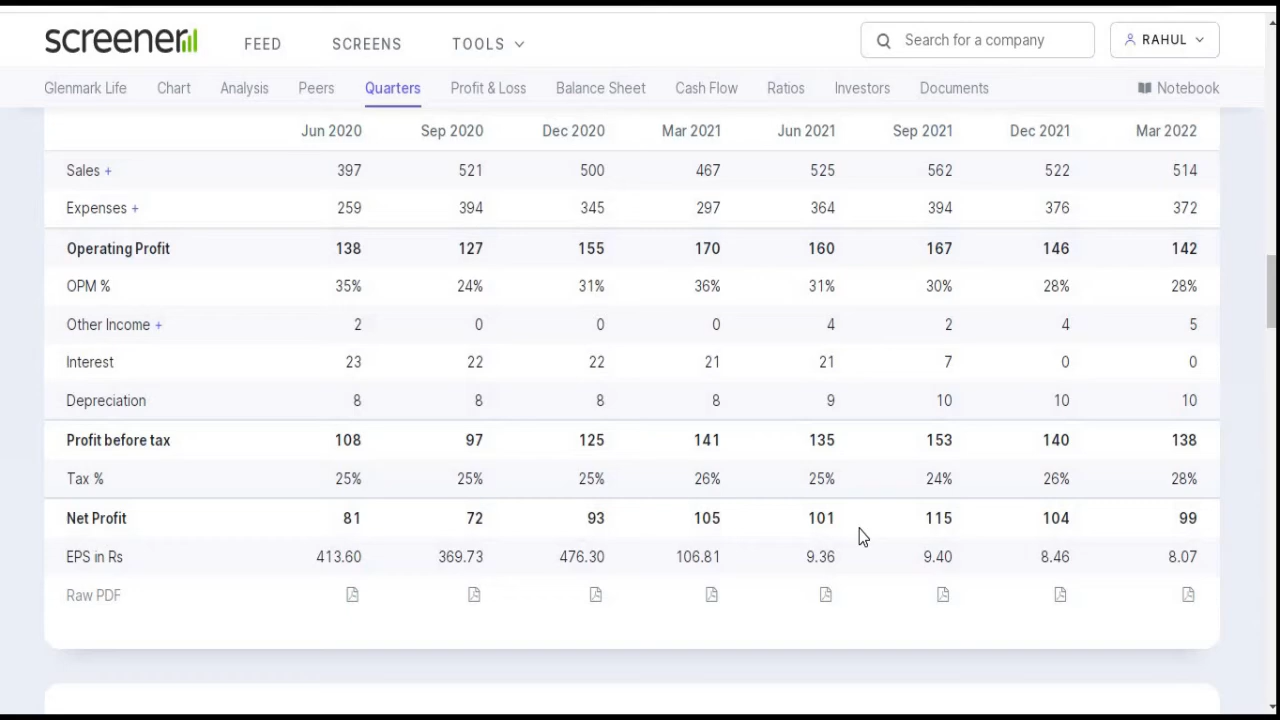 screener FEED SCREENS TOOLS Search for a company RAHUL
Glenmark Life Chart Analysis Peers Quarters Profit & Loss Balance Sheet Cash Flow Ratios Investors Documents Notebook
Jun 2020 Sep 2020 Dec 2020 Mar 2021 Jun 2021 Sep 2021 Dec 2021 Mar 2022
Sales + 397 521 500 467 525 562 522 514
Expenses + 259 394 345 297 364 394 376 372
Operating Profit 138 127 155 170 160 167 146 142
OPM % 35% 24% 31% 36% 31% 30% 28% 28%
Other Income + 2 0 0 0 4 2 4 5
Interest 23 22 22 21 21 7 0 0
Depreciation 8 8 8 8 9 10 10 10
Profit before tax 108 97 125 141 135 153 140 138
Tax % 25% 25% 25% 26% 25% 24% 26% 28%
Net Profit 81 72 93 105 101 115 104 99
EPS in Rs 413.60 369.73 476.30 106.81 9.36 9.40 8.46 8.07
Raw PDF